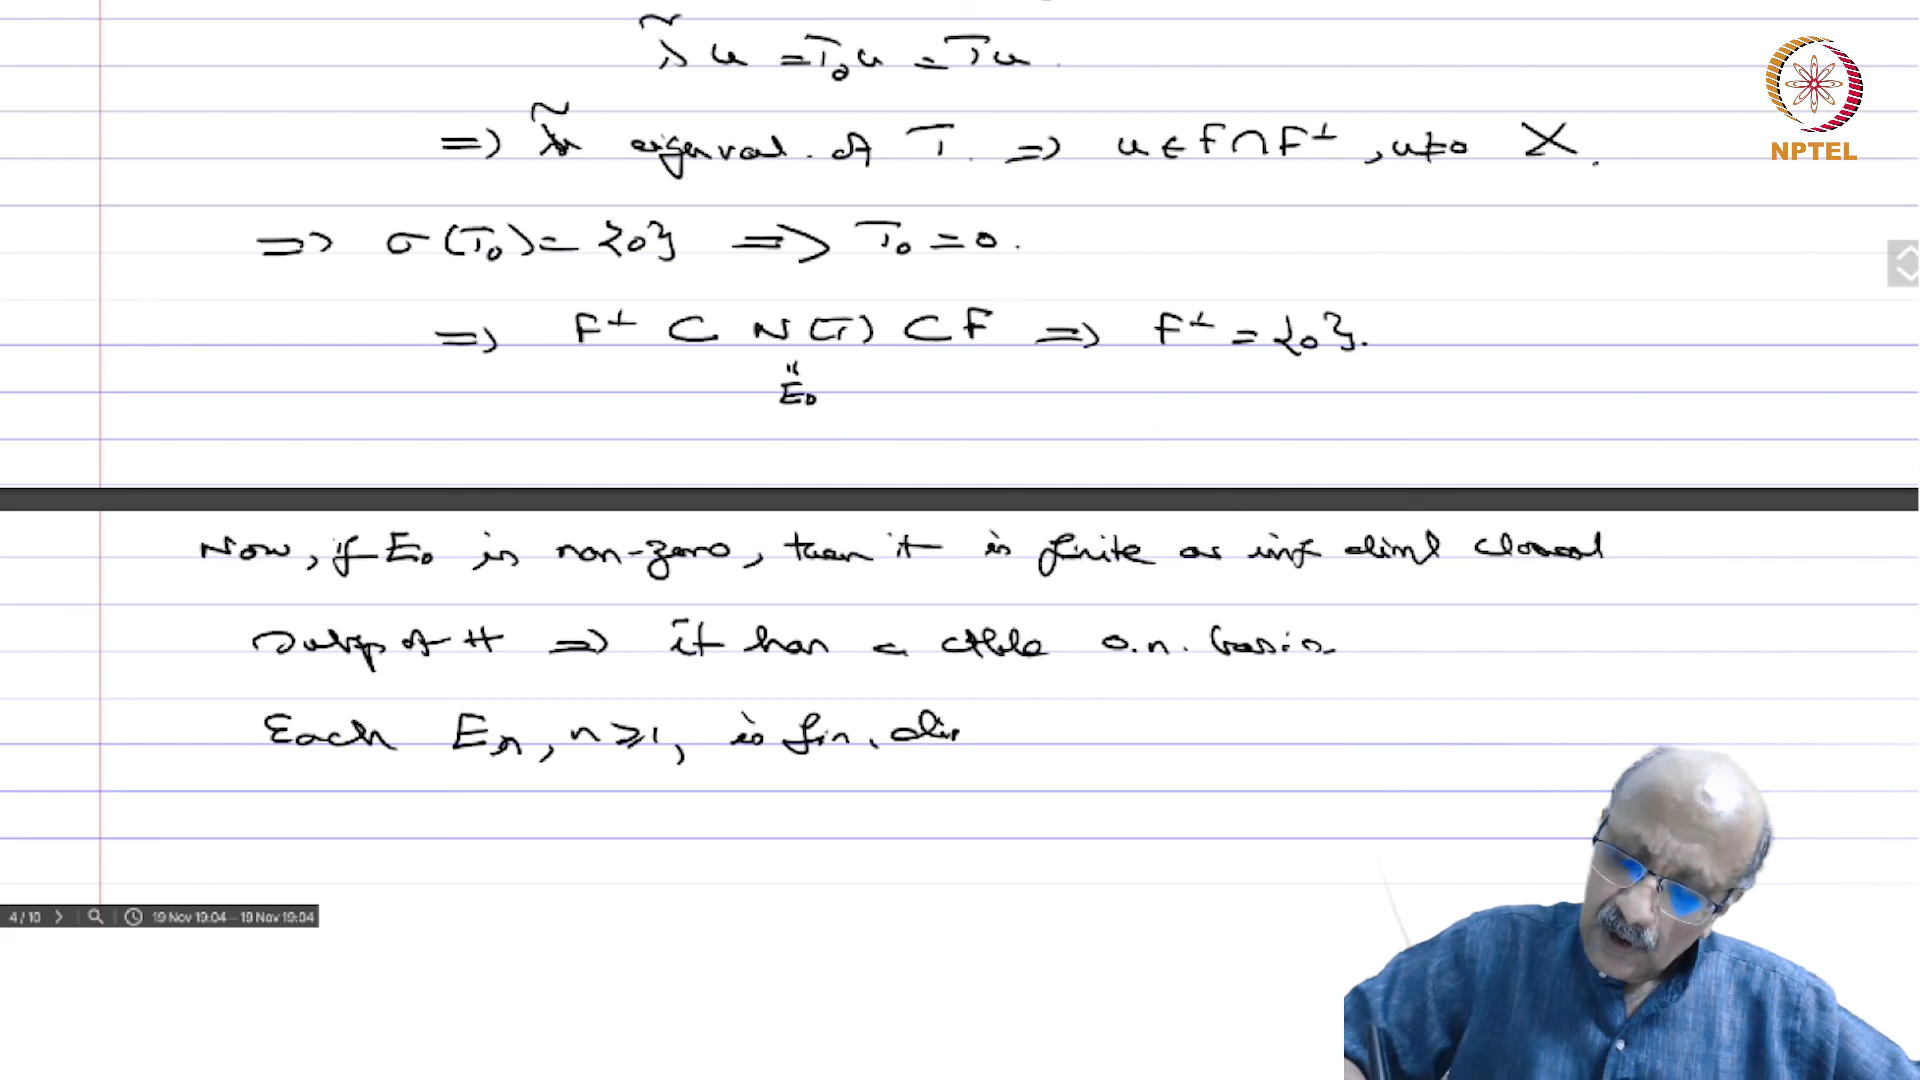 λ̃ u = T₀u = Tu.
NPTEL
⇒ λ̃ eigenval. of T. ⇒ u ∈ F ∩ F⊥, u≠0 X.
⇒ σ(T₀) = {0} ⇒ T₀ = 0.
⇒ F⊥ ⊂ N(T) ⊂ F ⇒ F⊥ = {0}.
"
E₀
Now, if E₀ is non-zero, then it is finite or inf diml closed
subsp of H ⇒ it has a ctble o.n. basis.
Each Eₙ, n ≥ 1, is fin. dim
4 / 10 19 Nov 19:04 – 19 Nov 19:04